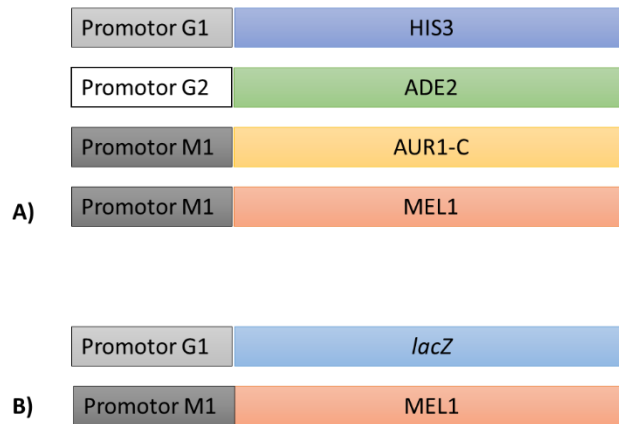 Promotor G1 HIS3
Promotor G2 ADE2
Promotor M1 AUR1-C
A) Promotor M1 MEL1
Promotor G1 lacZ
B) Promotor M1 MEL1